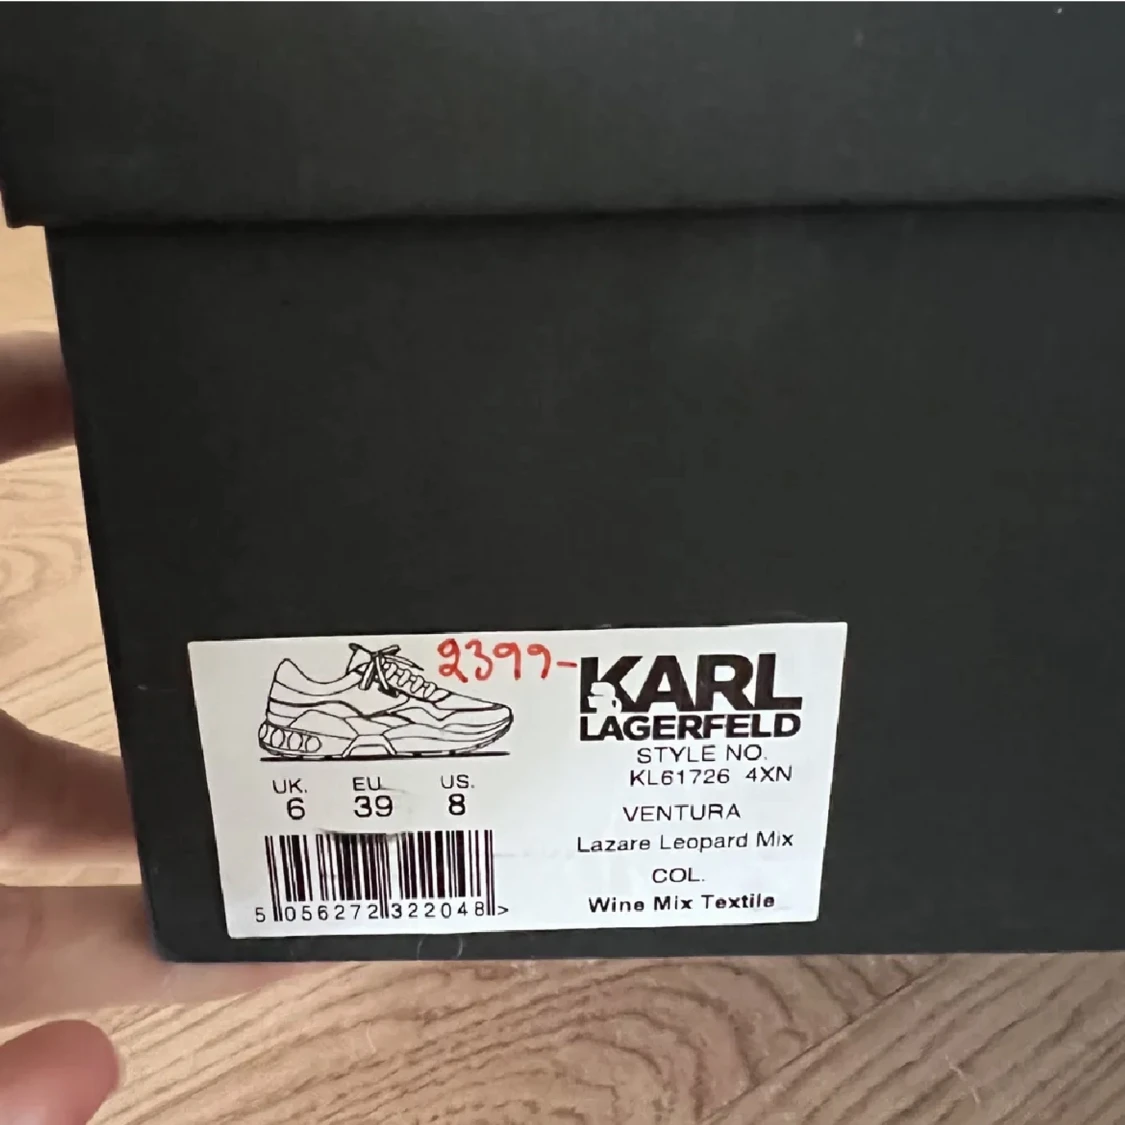 2399-
KARL
LAGERFELD
STYLE NO.
KL61726 4XN
VENTURA
Lazare Leopard Mix
COL.
Wine Mix Textile
UK. EU. US.
6 39 8
5 056272 322048 >